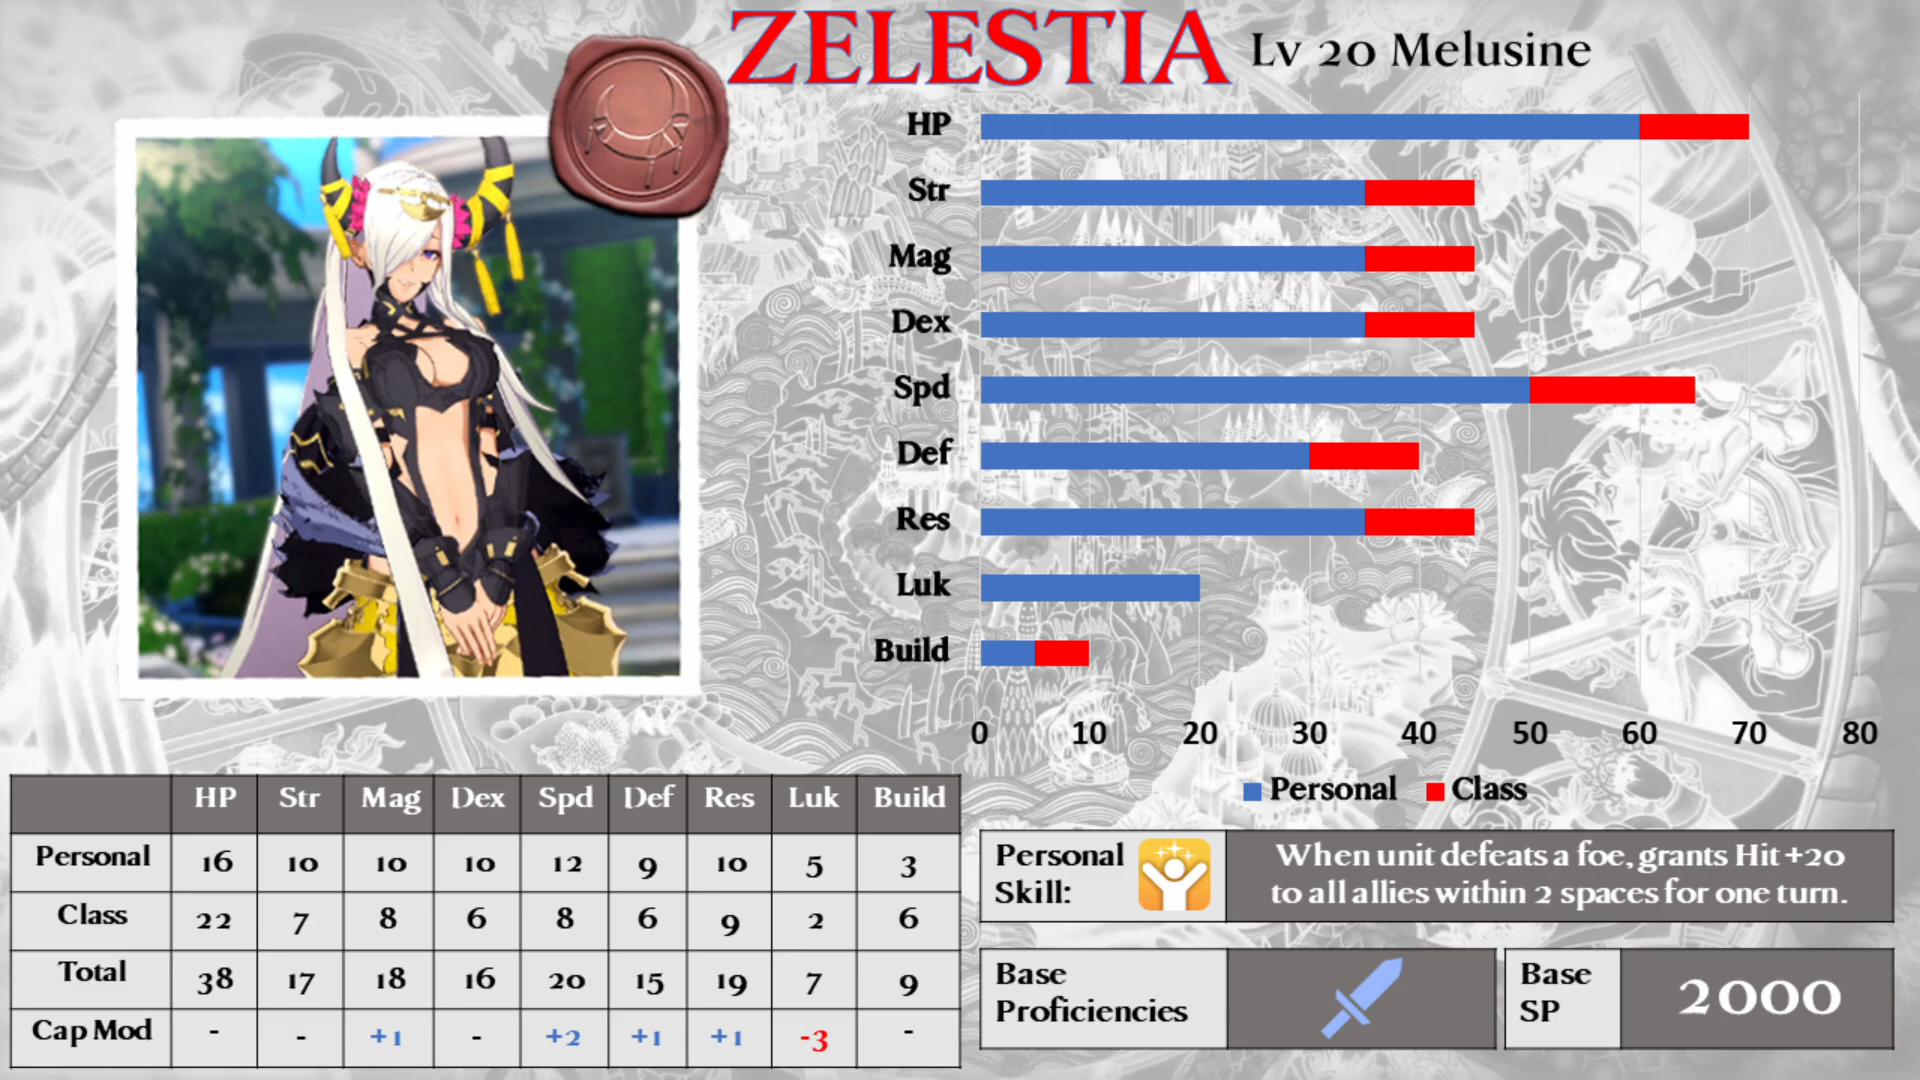 ZELESTIA Lv 20 Melusine
HP
Str
Mag
Dex
Spd
Def
Res
Luk
Build
0 10 20 30 40 50 60 70 80
Personal Class
HP Str Mag Dex Spd Def Res Luk Build
Personal 16 10 10 10 12 9 10 5 3
Class 22 7 8 6 8 6 9 2 6
Total 38 17 18 16 20 15 19 7 9
Cap Mod - - +1 - +2 +1 +1 -3 -
Personal
Skill:
When unit defeats a foe, grants Hit +20
to all allies within 2 spaces for one turn.
Base
Proficiencies
Base
SP
2000